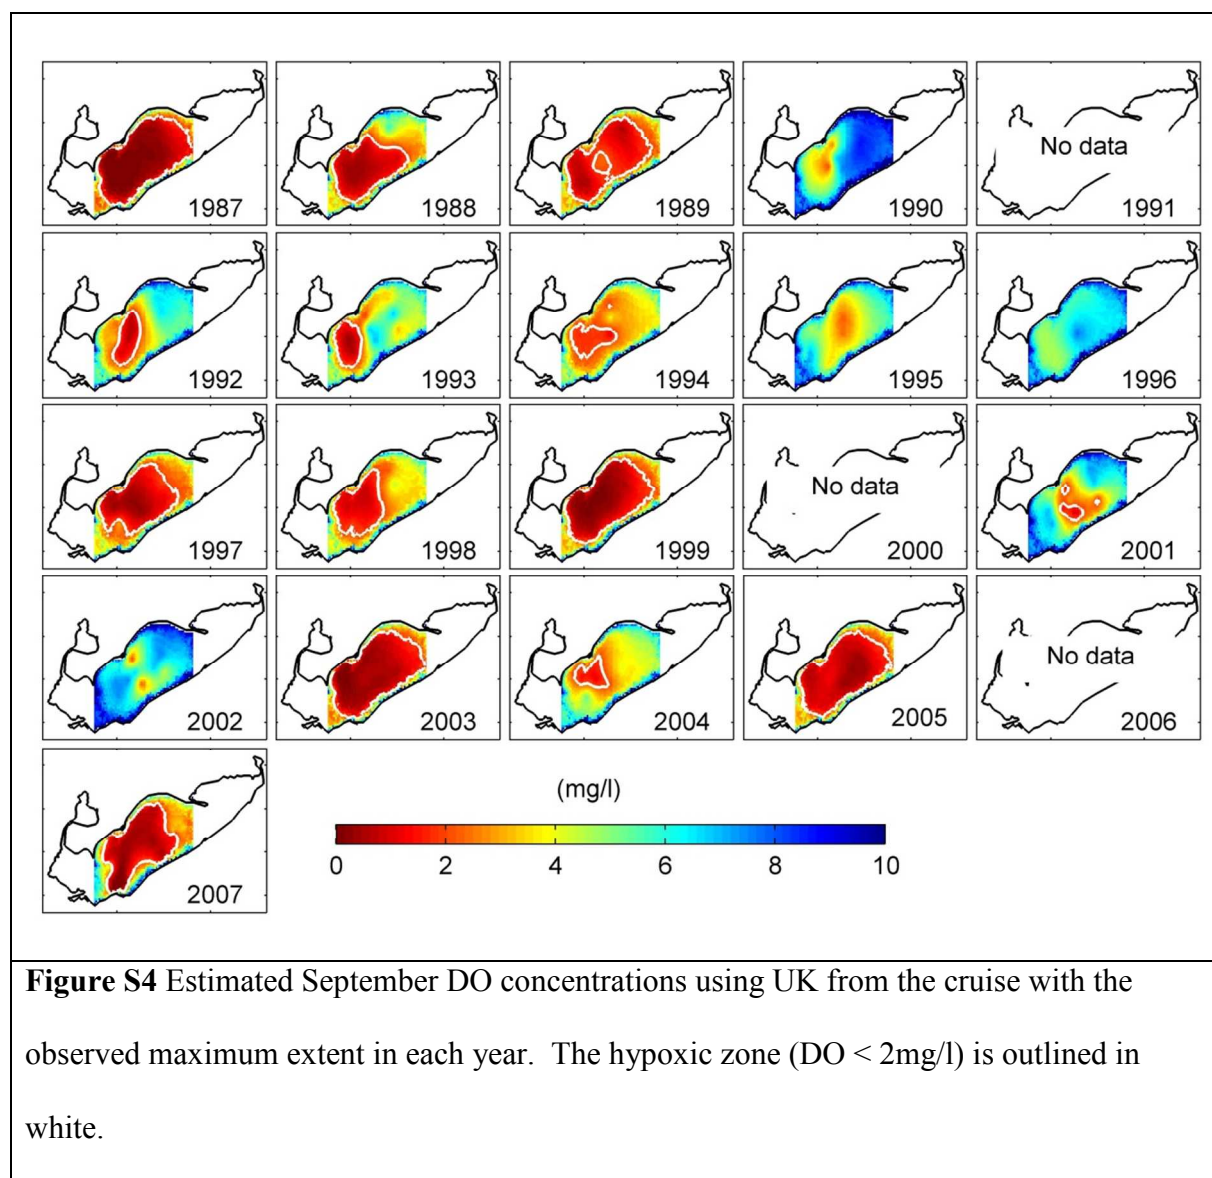 1987
1988
1989
1990
No data
1991
1992
1993
1994
1995
1996
1997
1998
1999
No data
2000
2001
2002
2003
2004
2005
No data
2006
2007
(mg/l)
0 2 4 6 8 10
Figure S4 Estimated September DO concentrations using UK from the cruise with the
observed maximum extent in each year.  The hypoxic zone (DO < 2mg/l) is outlined in
white.